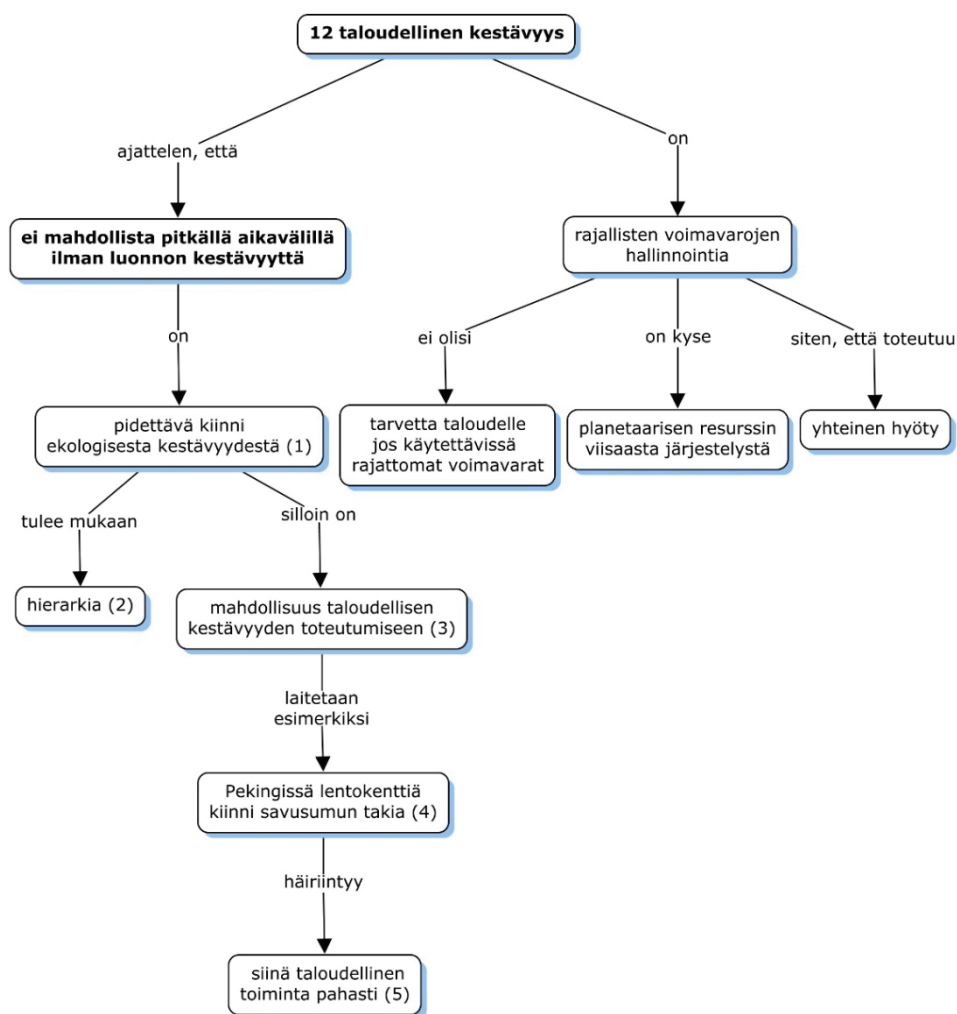 12 taloudellinen kestävyys
ajattelen, että
on
ei mahdollista pitkällä aikavälillä
ilman luonnon kestävyyttä
rajallisten voimavarojen
hallinnointia
on
ei olisi
on kyse
siten, että toteutuu
pidettävä kiinni
ekologisesta kestävyydestä (1)
tarvetta taloudelle
jos käytettävissä
rajattomat voimavarat
planetaarisen resurssin
viisaasta järjestelystä
yhteinen hyöty
tulee mukaan
silloin on
hierarkia (2)
mahdollisuus taloudellisen
kestävyyden toteutumiseen (3)
laitetaan
esimerkiksi
Pekingissä lentokenttiä
kiinni savusumun takia (4)
häiriintyy
siinä taloudellinen
toiminta pahasti (5)